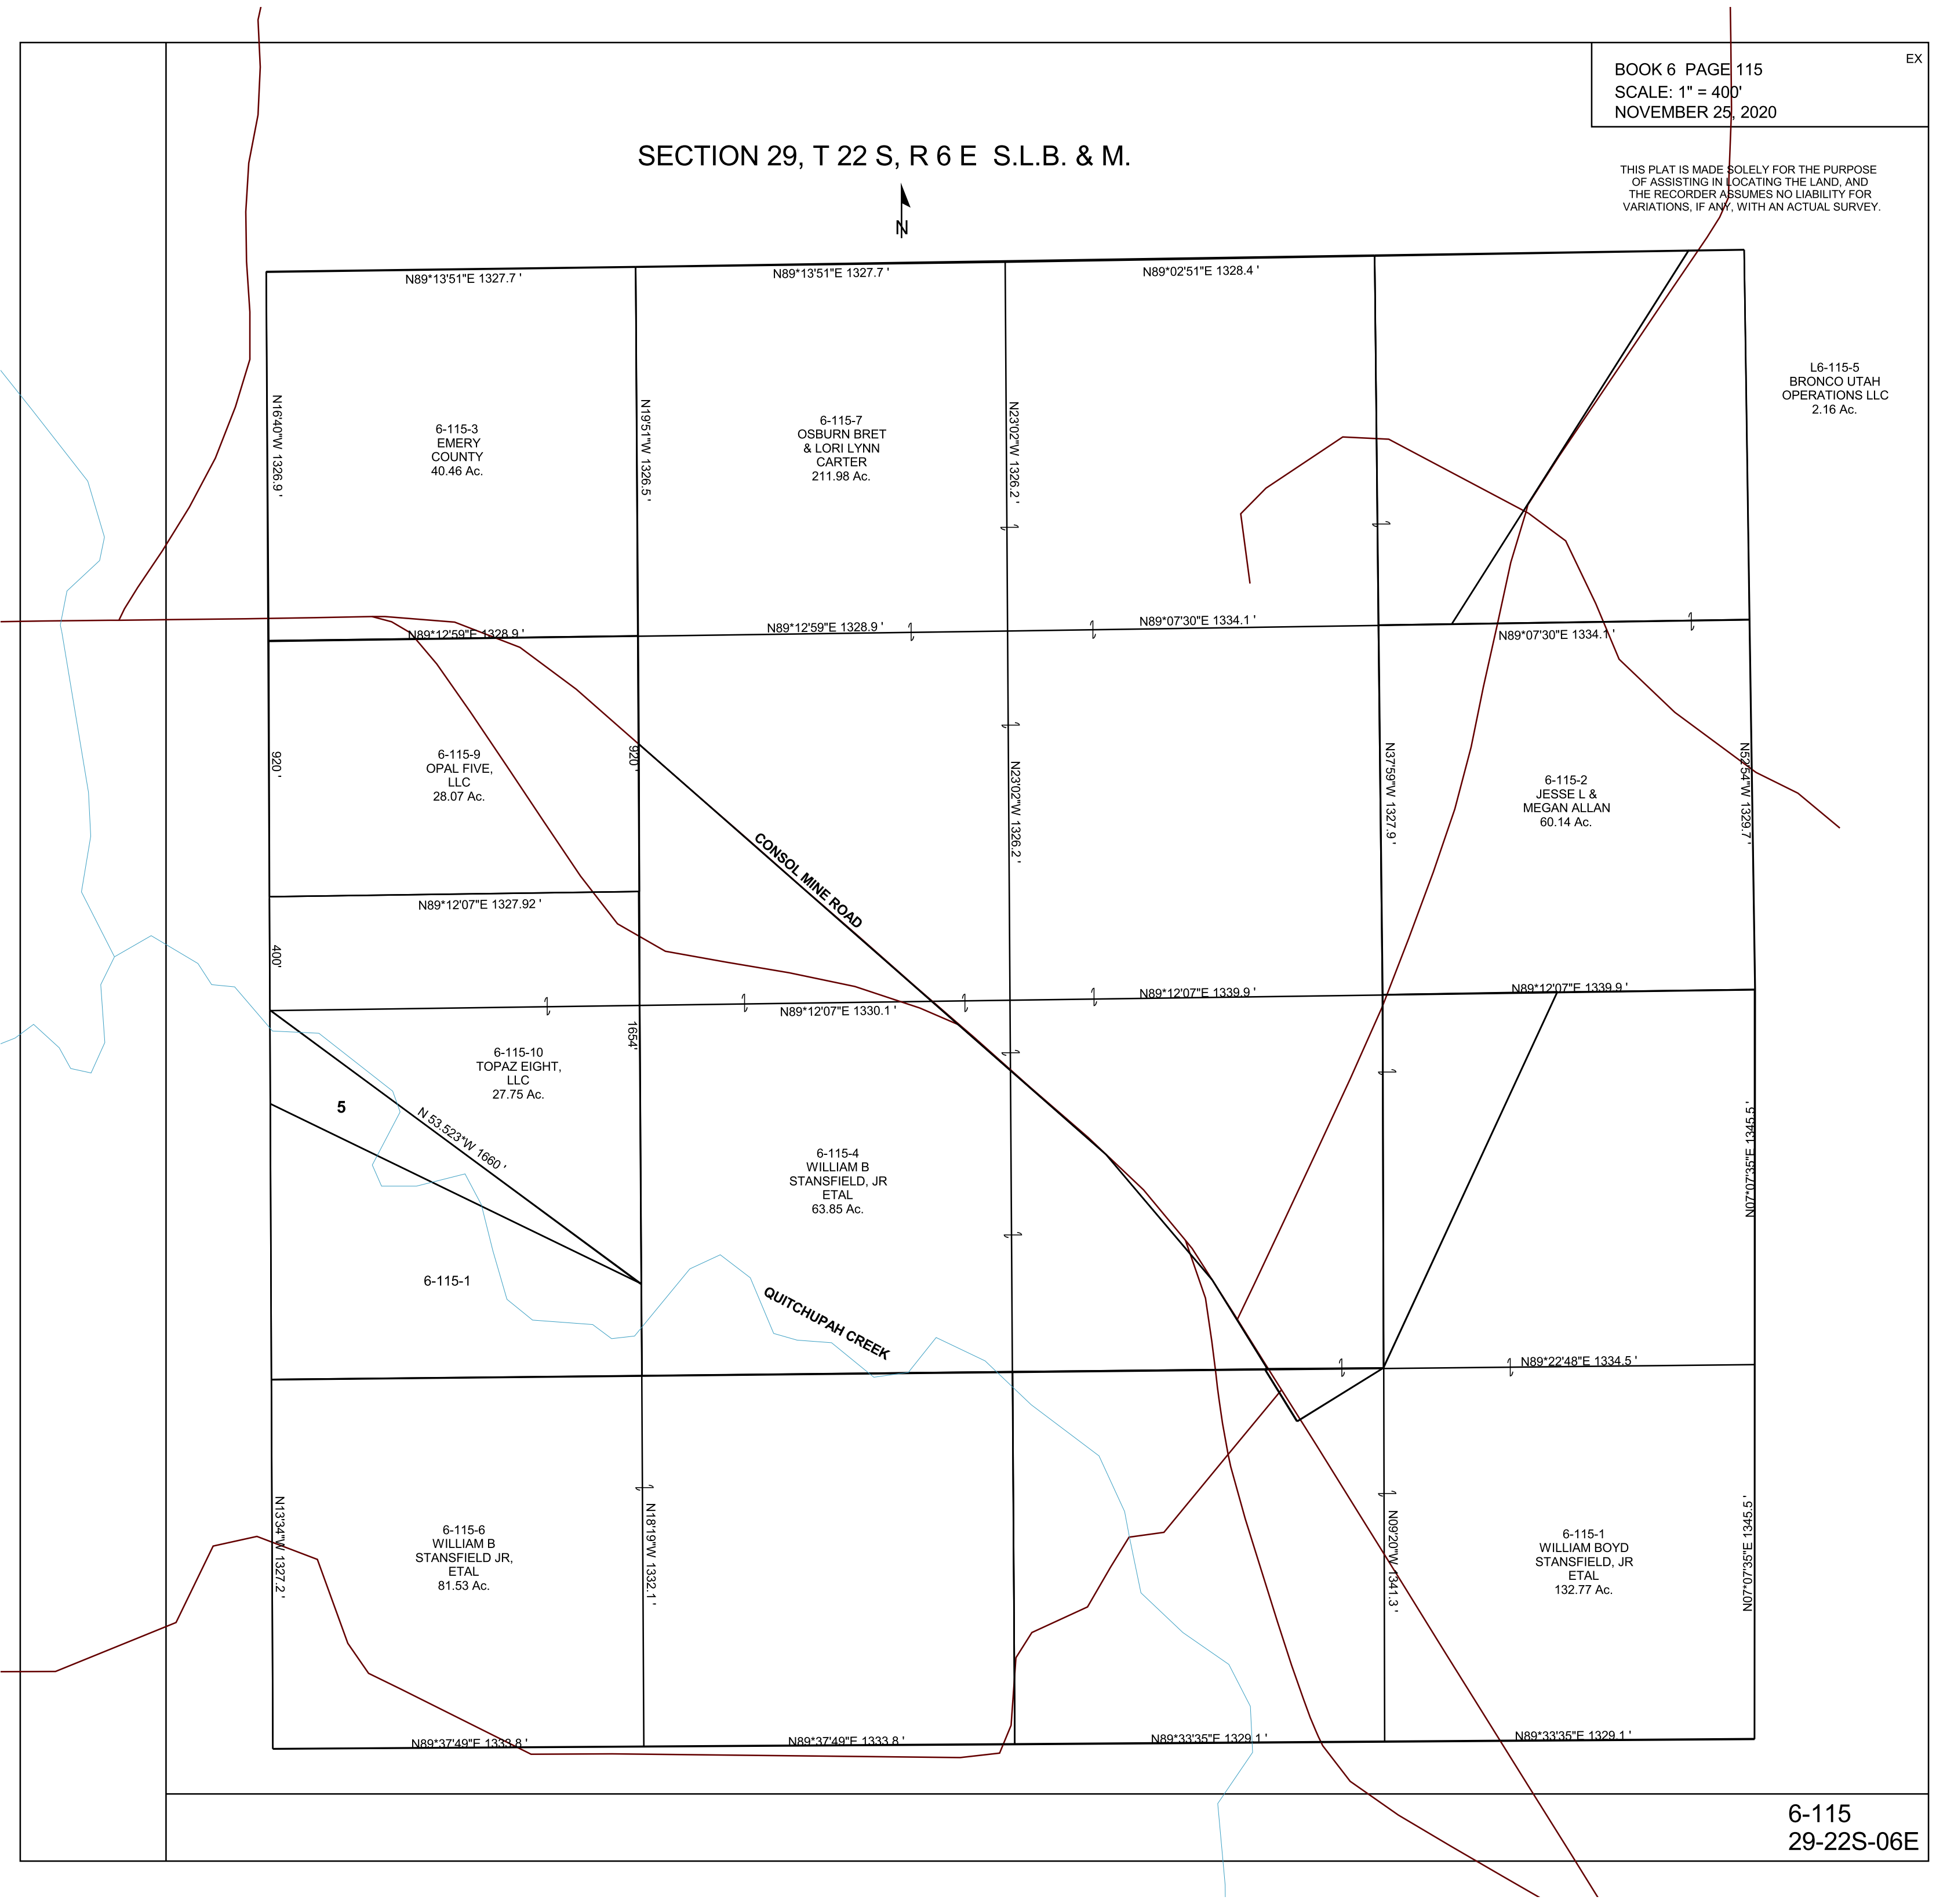 EX
BOOK 6 PAGE 115
SCALE: 1" = 400'
NOVEMBER 25, 2020
SECTION 29, T 22 S, R 6 E S.L.B. & M.
N
THIS PLAT IS MADE SOLELY FOR THE PURPOSE
OF ASSISTING IN LOCATING THE LAND, AND
THE RECORDER ASSUMES NO LIABILITY FOR
VARIATIONS, IF ANY, WITH AN ACTUAL SURVEY.
N89*13'51"E 1327.7 '
N89*13'51"E 1327.7 '
N89*02'51"E 1328.4 '
L6-115-5
BRONCO UTAH
OPERATIONS LLC
2.16 Ac.
N16'40"W 1326.9 '
6-115-3
EMERY
COUNTY
40.46 Ac.
N19'51"W 1326.5 '
6-115-7
OSBURN BRET
& LORI LYNN
CARTER
211.98 Ac.
N23'02"W 1326.2 '
N89*12'59"E 1328.9 '
N89*12'59"E 1328.9 '
N89*07'30"E 1334.1 '
N89*07'30"E 1334.1 '
920 '
6-115-9
OPAL FIVE,
LLC
28.07 Ac.
920 '
CONSOL MINE ROAD
N23'02"W 1326.2 '
N37'59"W 1327.9 '
6-115-2
JESSE L &
MEGAN ALLAN
60.14 Ac.
N52'54"W 1329.7 '
N89*12'07"E 1327.92 '
400'
N89*12'07"E 1330.1 '
N89*12'07"E 1339.9 '
N89*12'07"E 1339.9 '
1654'
6-115-10
TOPAZ EIGHT,
LLC
27.75 Ac.
5
N 53.523*W 1660 '
6-115-4
WILLIAM B
STANSFIELD, JR
ETAL
63.85 Ac.
N07*07'35"E 1345.5 '
6-115-1
QUITCHUPAH CREEK
N89*22'48"E 1334.5 '
N13'34"W 1327.2 '
6-115-6
WILLIAM B
STANSFIELD JR,
ETAL
81.53 Ac.
N18'19"W 1332.1 '
N09'20"W 1341.3 '
6-115-1
WILLIAM BOYD
STANSFIELD, JR
ETAL
132.77 Ac.
N07*07'35"E 1345.5 '
N89*37'49"E 1333.8 '
N89*37'49"E 1333.8 '
N89*33'35"E 1329.1 '
N89*33'35"E 1329.1 '
6-115
29-22S-06E